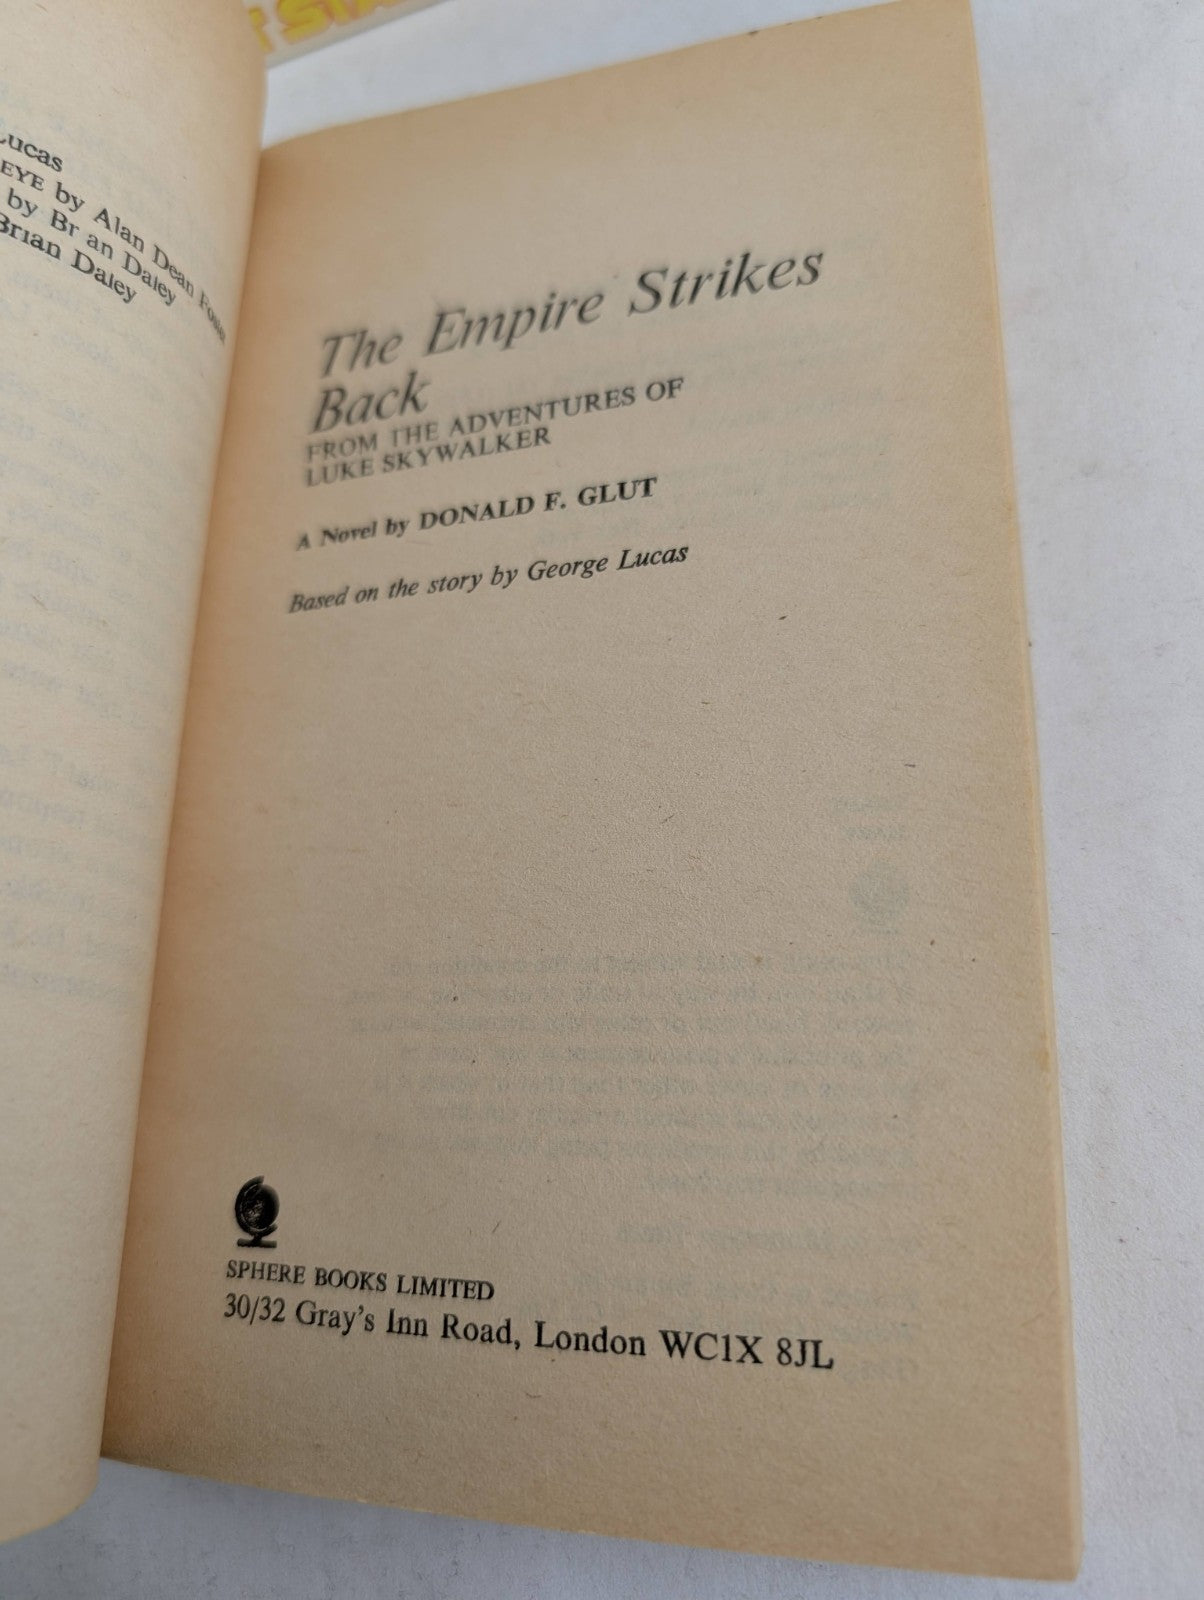 STA
Lucas
EYE by Alan Dean Foster
by Br an Daley
Brian Daley
The Empire Strikes
Back
FROM THE ADVENTURES OF
LUKE SKYWALKER
A Novel by DONALD F. GLUT
Based on the story by George Lucas
SPHERE BOOKS LIMITED
30/32 Gray's Inn Road, London WC1X 8JL